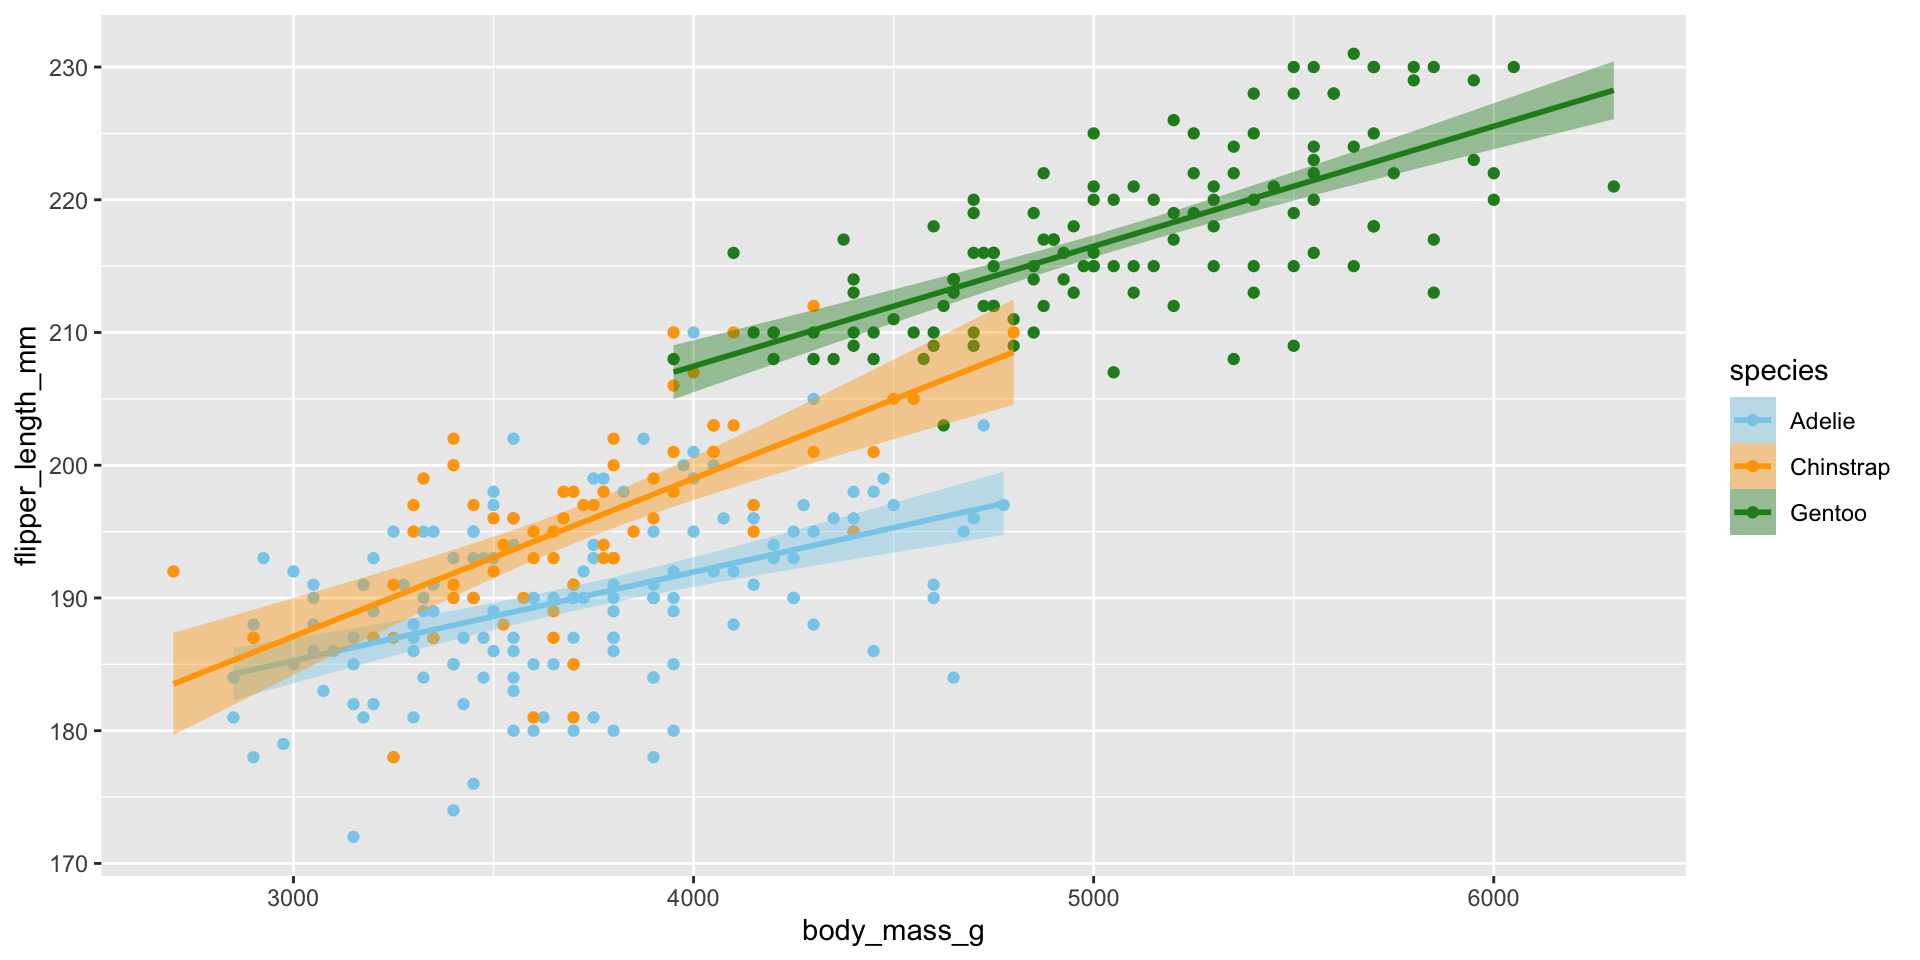 230
220
210
200
190
180
170
flipper_length_mm
3000 4000 5000 6000
body_mass_g
species
Adelie
Chinstrap
Gentoo